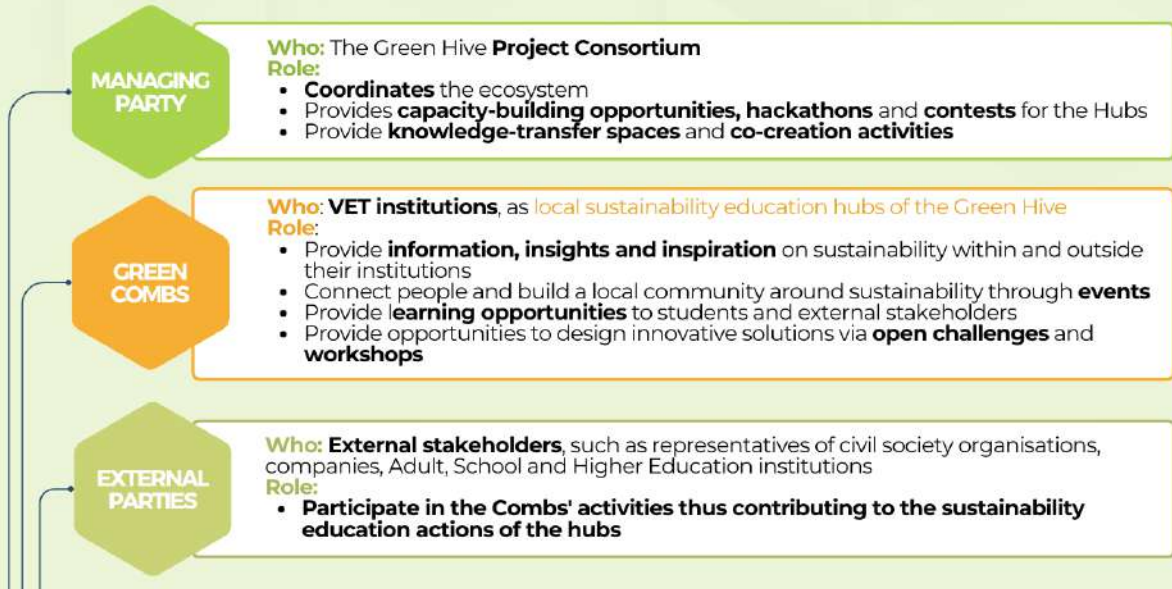 MANAGING
PARTY
Who: The Green Hive Project Consortium
Role:
• Coordinates the ecosystem
• Provides capacity-building opportunities, hackathons and contests for the Hubs
• Provide knowledge-transfer spaces and co-creation activities
GREEN
COMBS
Who: VET institutions, as local sustainability education hubs of the Green Hive
Role:
• Provide information, insights and inspiration on sustainability within and outside
their institutions
• Connect people and build a local community around sustainability through events
• Provide learning opportunities to students and external stakeholders
• Provide opportunities to design innovative solutions via open challenges and
workshops
EXTERNAL
PARTIES
Who: External stakeholders, such as representatives of civil society organisations,
companies, Adult, School and Higher Education institutions
Role:
• Participate in the Combs' activities thus contributing to the sustainability
education actions of the hubs